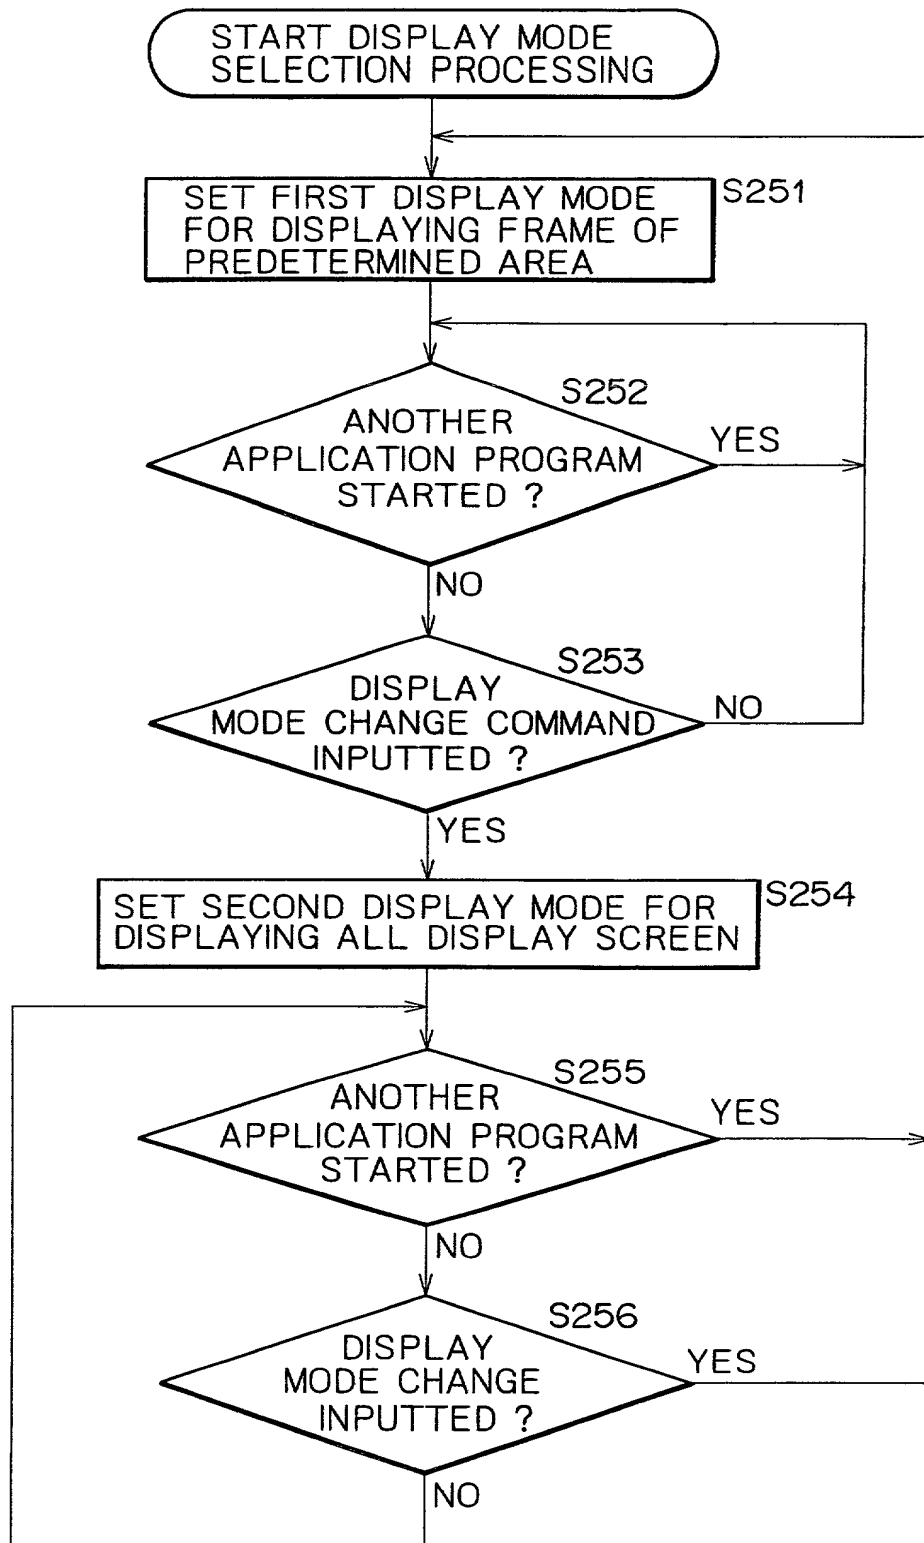 START DISPLAY MODE
SELECTION PROCESSING
S251
SET FIRST DISPLAY MODE
FOR DISPLAYING FRAME OF
PREDETERMINED AREA
S252
ANOTHER
APPLICATION PROGRAM
STARTED ?
YES
NO
S253
DISPLAY
MODE CHANGE COMMAND
INPUTTED ?
NO
YES
S254
SET SECOND DISPLAY MODE FOR
DISPLAYING ALL DISPLAY SCREEN
S255
ANOTHER
APPLICATION PROGRAM
STARTED ?
YES
NO
S256
DISPLAY
MODE CHANGE
INPUTTED ?
YES
NO